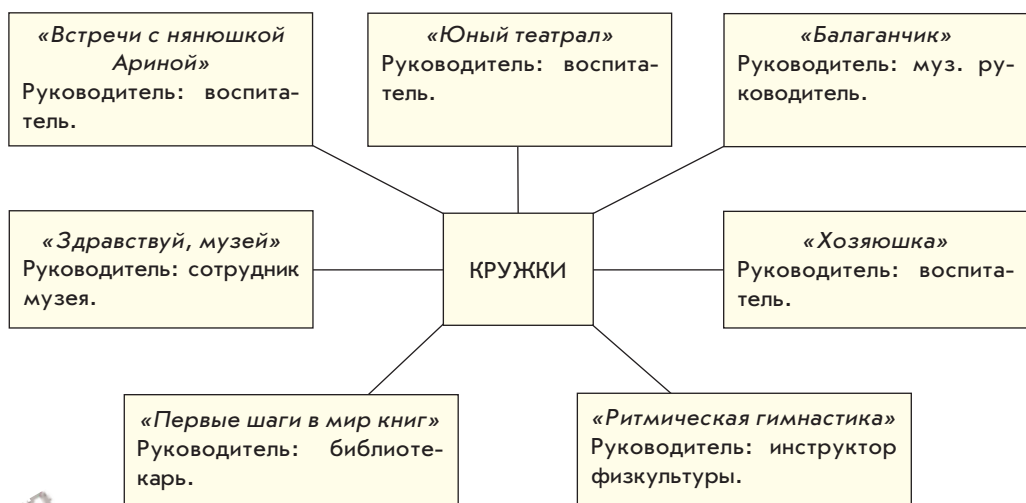 «Встречи с нянюшкой
Ариной»
Руководитель: воспита-
тель.
«Юный театрал»
Руководитель: воспита-
тель.
«Балаганчик»
Руководитель: муз. ру-
ководитель.
«Здравствуй, музей»
Руководитель: сотрудник
музея.
КРУЖКИ
«Хозяюшка»
Руководитель: воспита-
тель.
«Первые шаги в мир книг»
Руководитель: библиоте-
карь.
«Ритмическая гимнастика»
Руководитель: инструктор
физкультуры.